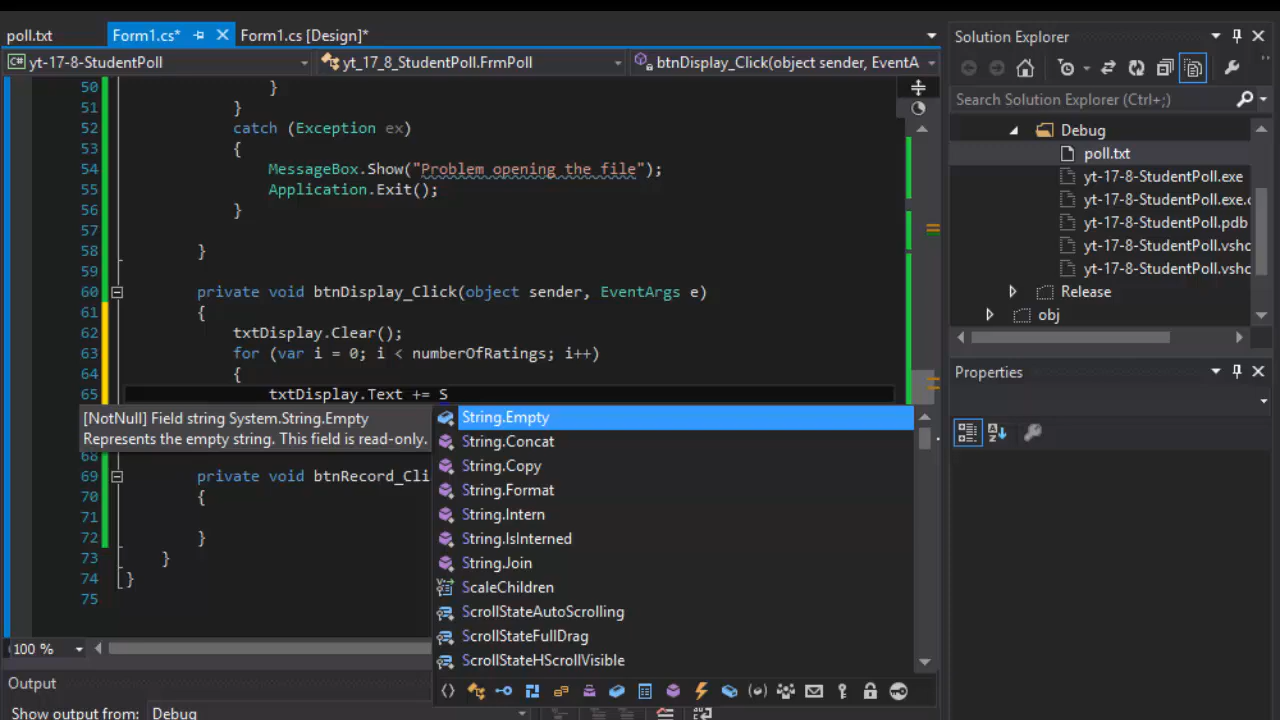 poll.txt
Form1.cs*
Form1.cs [Design]*
yt-17-8-StudentPoll
yt_17_8_StudentPoll.FrmPoll
btnDisplay_Click(object sender, EventA
50 }
51 }
52 catch (Exception ex)
53 {
54 MessageBox.Show("Problem opening the file");
55 Application.Exit();
56 }
57
58 }
59
60 private void btnDisplay_Click(object sender, EventArgs e)
61 {
62 txtDisplay.Clear();
63 for (var i = 0; i < numberOfRatings; i++)
64 {
65 txtDisplay.Text += S
[NotNull] Field string System.String.Empty
Represents the empty string. This field is read-only.
68
69 private void btnRecord_Cli
70 {
71
72 }
73 }
74 }
75
String.Empty
String.Concat
String.Copy
String.Format
String.Intern
String.IsInterned
String.Join
ScaleChildren
ScrollStateAutoScrolling
ScrollStateFullDrag
ScrollStateHScrollVisible
100 %
Output
Show output from: Debug
Solution Explorer
Search Solution Explorer (Ctrl+;)
Debug
poll.txt
yt-17-8-StudentPoll.exe
yt-17-8-StudentPoll.exe.c
yt-17-8-StudentPoll.pdb
yt-17-8-StudentPoll.vshc
yt-17-8-StudentPoll.vshc
Release
obj
Properties